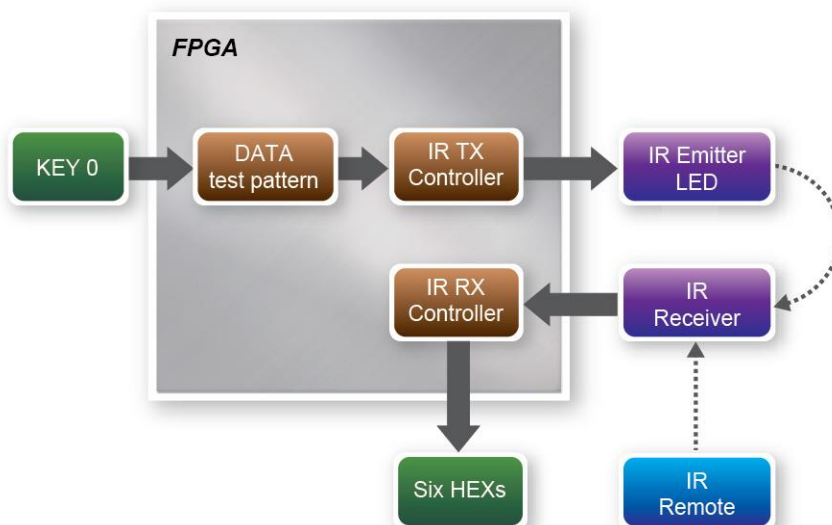 FPGA
KEY 0
DATA
test pattern
IR TX
Controller
IR Emitter
LED
IR RX
Controller
IR
Receiver
Six HEXs
IR
Remote